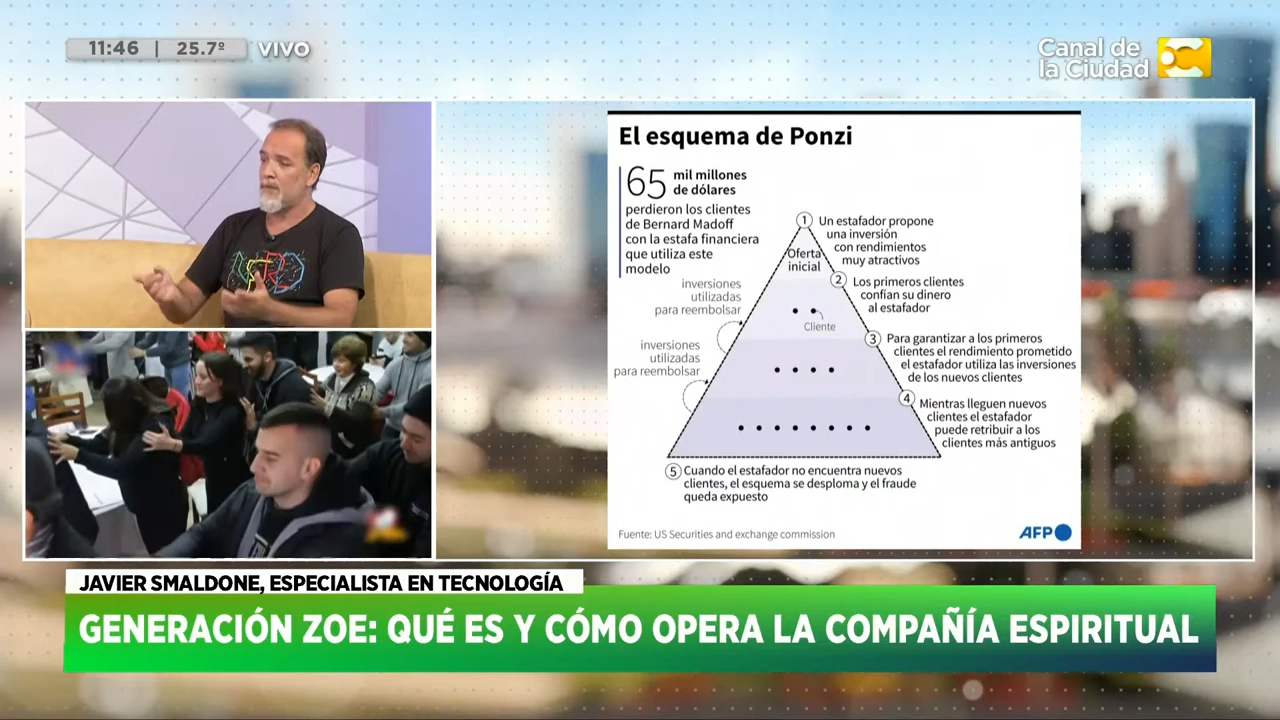 11:46 | 25.7º VIVO
Canal de
la Ciudad
El esquema de Ponzi
65 mil millones
de dólares
perdieron los clientes
de Bernard Madoff
con la estafa financiera
que utiliza este
modelo
1 Un estafador propone
una inversión
con rendimientos
muy atractivos
Oferta
inicial
2 Los primeros clientes
confían su dinero
al estafador
inversiones
utilizadas
para reembolsar
Cliente
3 Para garantizar a los primeros
clientes el rendimiento prometido
el estafador utiliza las inversiones
de los nuevos clientes
inversiones
utilizadas
para reembolsar
4 Mientras lleguen nuevos
clientes el estafador
puede retribuir a los
clientes más antiguos
5 Cuando el estafador no encuentra nuevos
clientes, el esquema se desploma y el fraude
queda expuesto
Fuente: US Securities and exchange commission
AFP
JAVIER SMALDONE, ESPECIALISTA EN TECNOLOGÍA
GENERACIÓN ZOE: QUÉ ES Y CÓMO OPERA LA COMPAÑÍA ESPIRITUAL